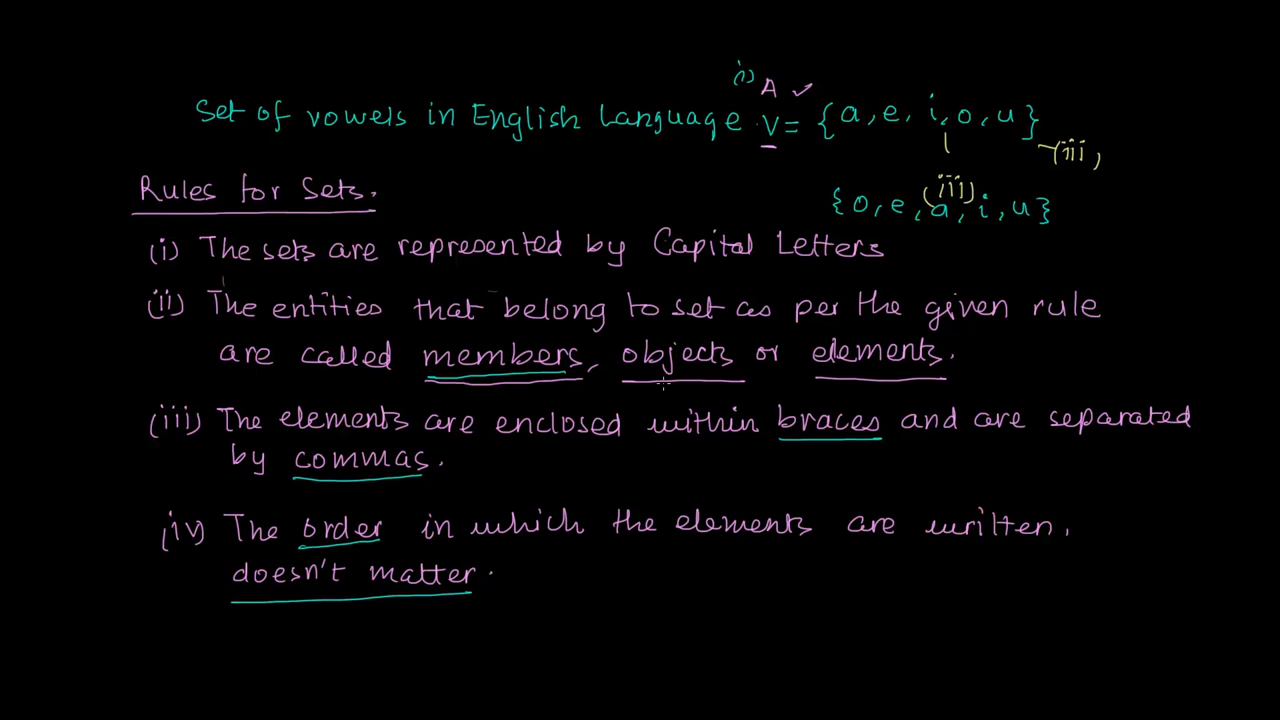 (i) A ✓
Set of vowels in English Language V = {a, e, i, o, u}
(iii)
(iii)
{o, e, a, i, u}
Rules for Sets.
(i) The sets are represented by Capital Letters
(ii) The entities that belong to set as per the given rule
are called members, objects or elements.
(iii) The elements are enclosed within braces and are separated
by commas.
(iv) The order in which the elements are written.
doesn't matter.